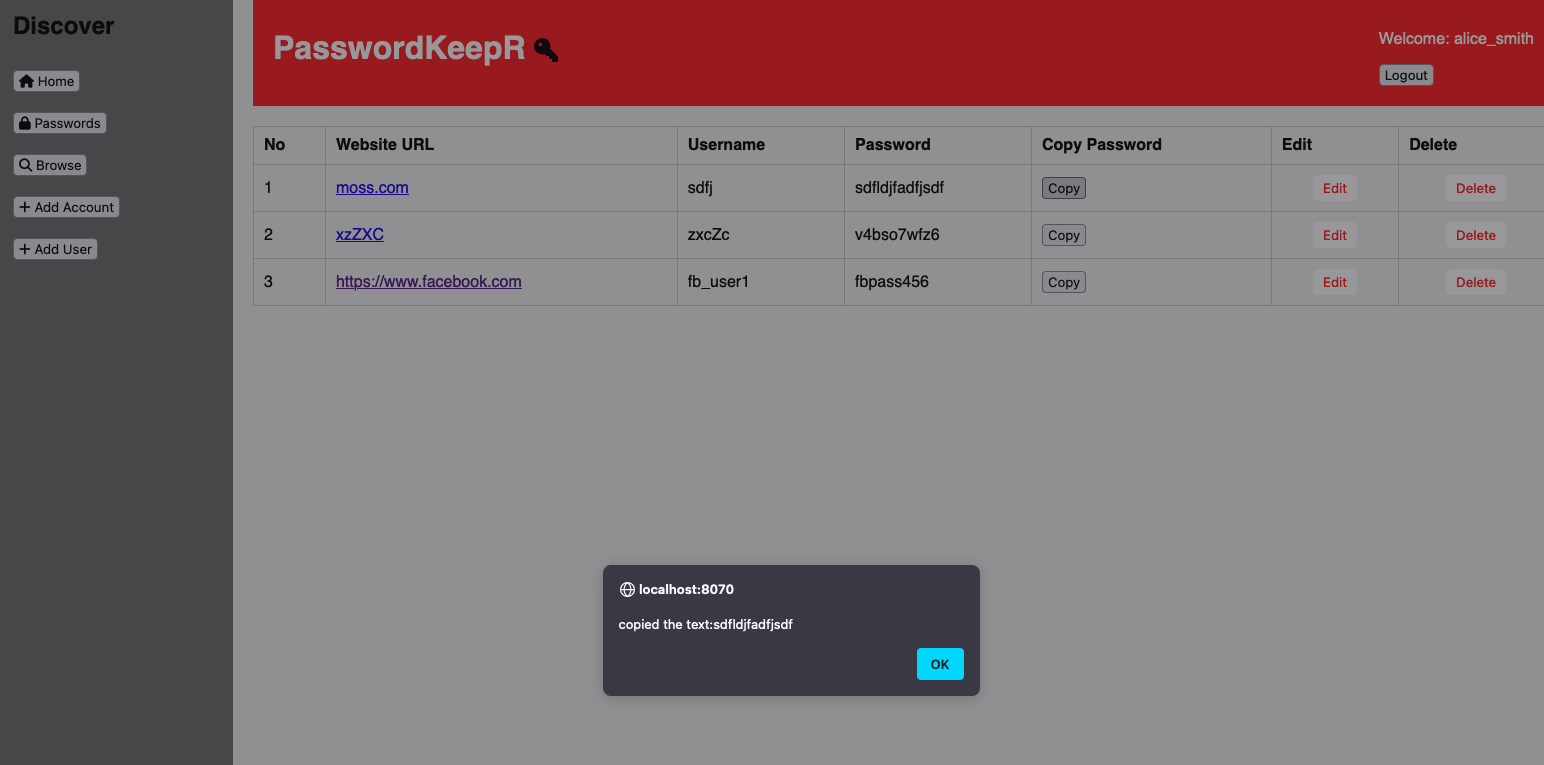 Discover
Home
Passwords
Browse
Add Account
Add User
PasswordKeepR
Welcome: alice_smith
Logout
No Website URL Username Password Copy Password Edit Delete
1 moss.com sdfj sdfldjfadfjsdf Copy Edit Delete
2 xzZXC zxcZc v4bso7wfz6 Copy Edit Delete
3 https://www.facebook.com fb_user1 fbpass456 Copy Edit Delete
localhost:8070
copied the text:sdfldjfadfjsdf
OK